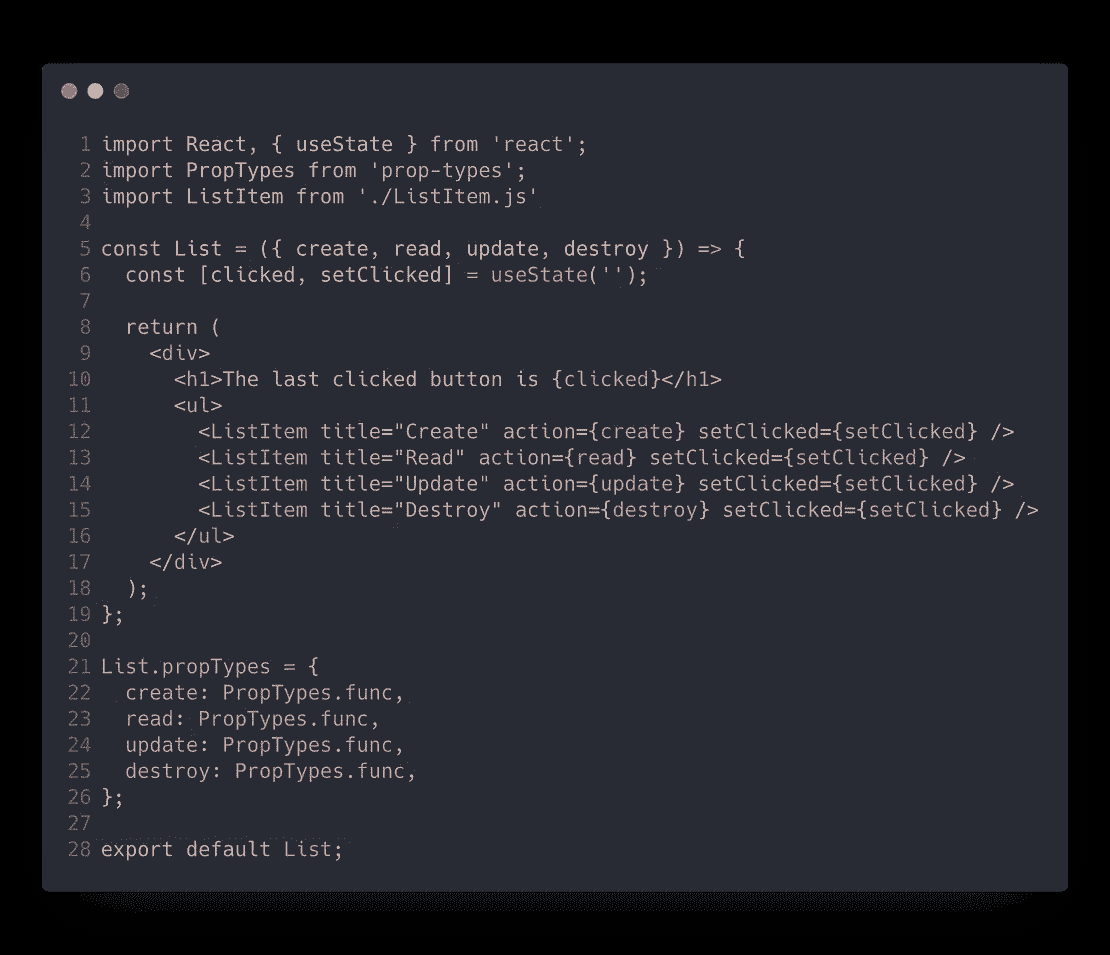 1 import React, { useState } from 'react';
2 import PropTypes from 'prop-types';
3 import ListItem from './ListItem.js'
4
5 const List = ({ create, read, update, destroy }) => {
6   const [clicked, setClicked] = useState('');
7
8   return (
9     <div>
10       <h1>The last clicked button is {clicked}</h1>
11       <ul>
12         <ListItem title="Create" action={create} setClicked={setClicked} />
13         <ListItem title="Read" action={read} setClicked={setClicked} />
14         <ListItem title="Update" action={update} setClicked={setClicked} />
15         <ListItem title="Destroy" action={destroy} setClicked={setClicked} />
16       </ul>
17     </div>
18   );
19 };
20
21 List.propTypes = {
22   create: PropTypes.func,
23   read: PropTypes.func,
24   update: PropTypes.func,
25   destroy: PropTypes.func,
26 };
27
28 export default List;